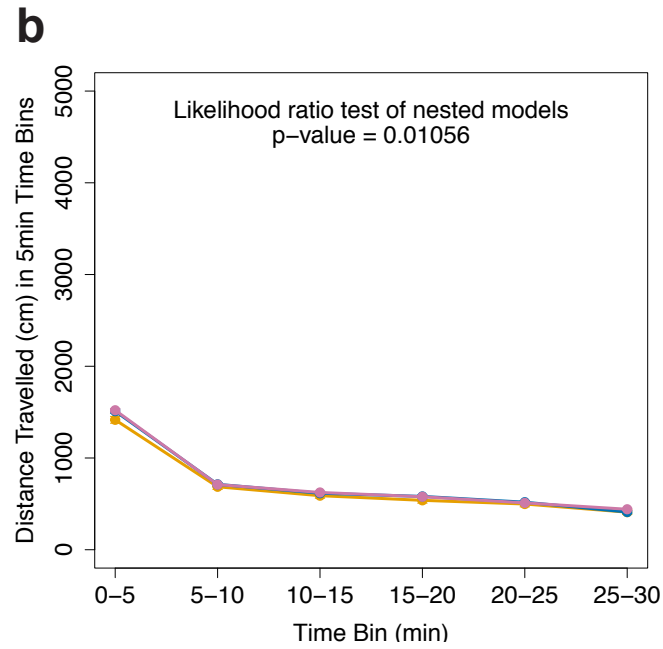 b
Likelihood ratio test of nested models
p−value = 0.01056
Distance Travelled (cm) in 5min Time Bins
5000
4000
3000
2000
1000
0
0−5 5−10 10−15 15−20 20−25 25−30
Time Bin (min)